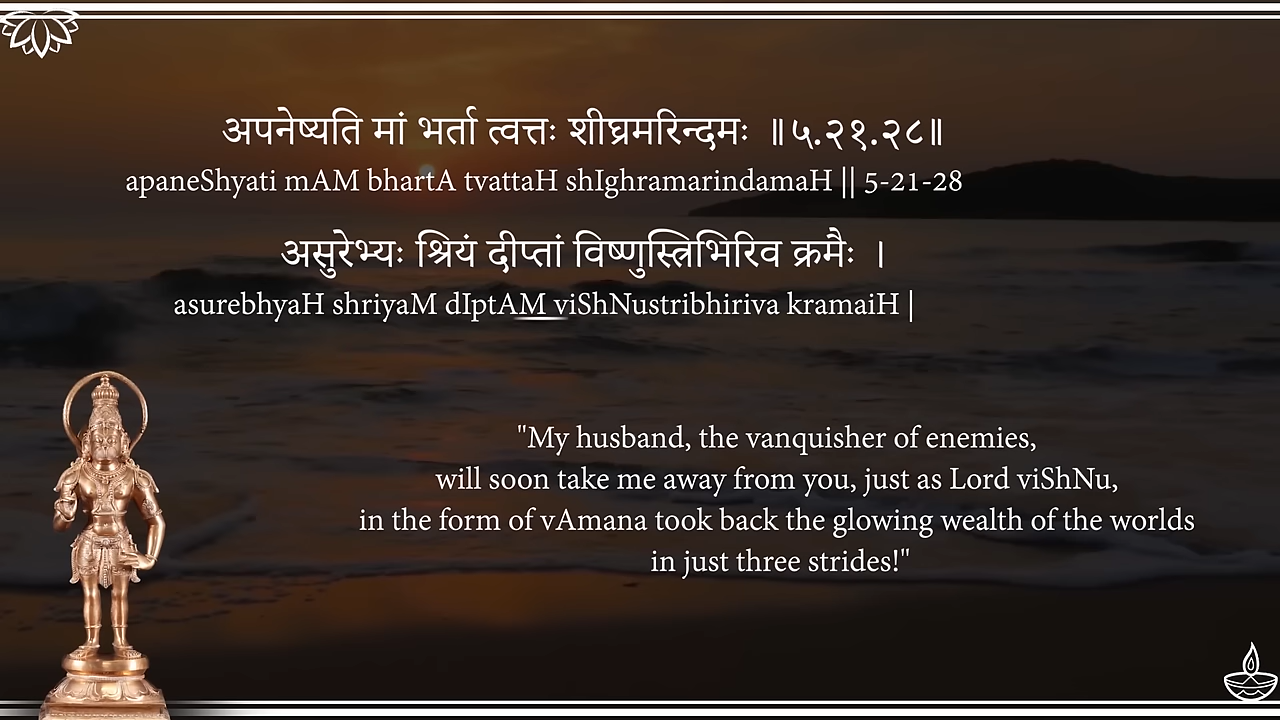 अपनेष्यति मां भर्ता त्वत्तः शीघ्रमरिन्दमः ॥५.२१.२८॥
apaneShyati mAM bhartA tvattaH shIghramarindamaH || 5-21-28
असुरेभ्यः श्रियं दीप्तां विष्णुस्त्रिभिरिव क्रमैः ।
asurebhyaH shriyaM dIptAM viShNustribhiriva kramaiH |
"My husband, the vanquisher of enemies,
will soon take me away from you, just as Lord viShNu,
in the form of vAmana took back the glowing wealth of the worlds
in just three strides!"